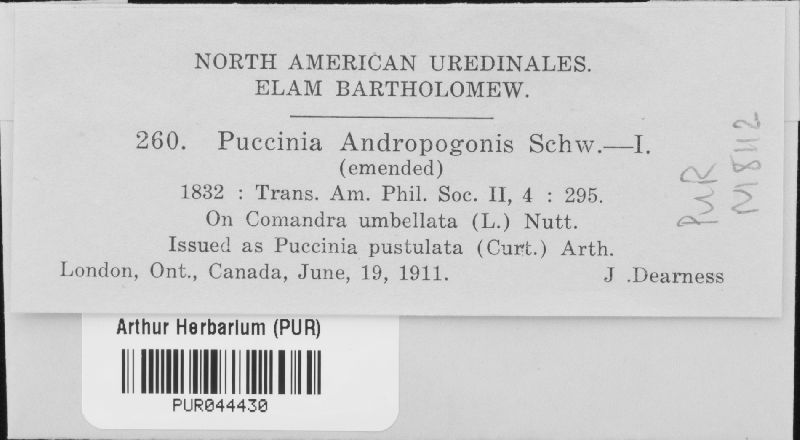 NORTH AMERICAN UREDINALES.
ELAM BARTHOLOMEW.
260. Puccinia Andropogonis Schw.—I.
(emended)
1832 : Trans. Am. Phil. Soc. II, 4 : 295.
On Comandra umbellata (L.) Nutt.
Issued as Puccinia pustulata (Curt.) Arth.
London, Ont., Canada, June, 19, 1911. J .Dearness
PUR
Arthur Herbarium (PUR)
PUR044430